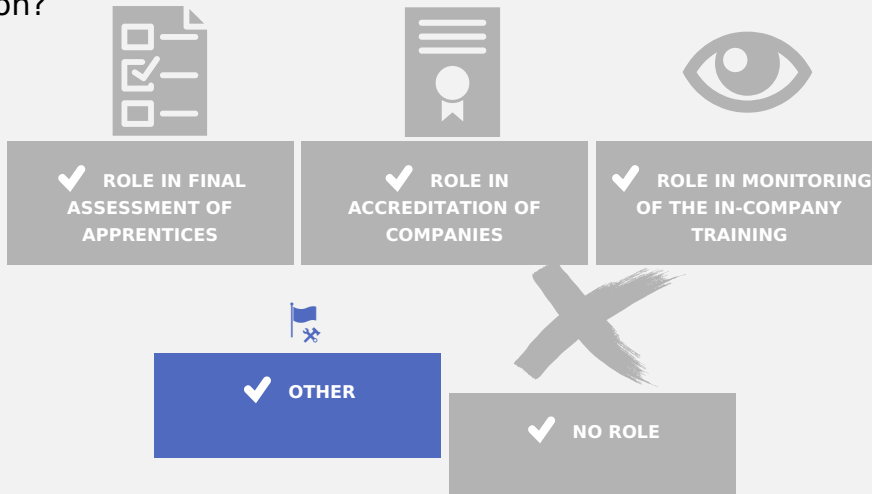 on?
ROLE IN FINAL
ASSESSMENT OF
APPRENTICES
ROLE IN
ACCREDITATION OF
COMPANIES
ROLE IN MONITORING
OF THE IN-COMPANY
TRAINING
OTHER
NO ROLE